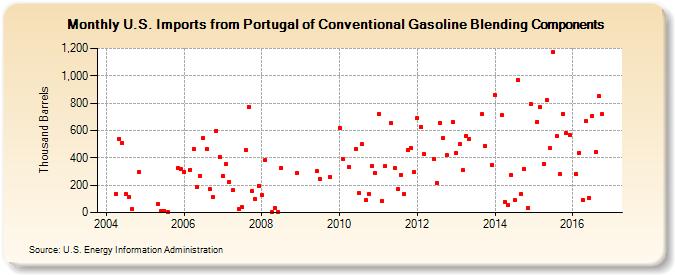 Monthly U.S. Imports from Portugal of Conventional Gasoline Blending Components
Thousand Barrels
1,200
1,000
800
600
400
200
0
2004 2006 2008 2010 2012 2014 2016
Source: U.S. Energy Information Administration